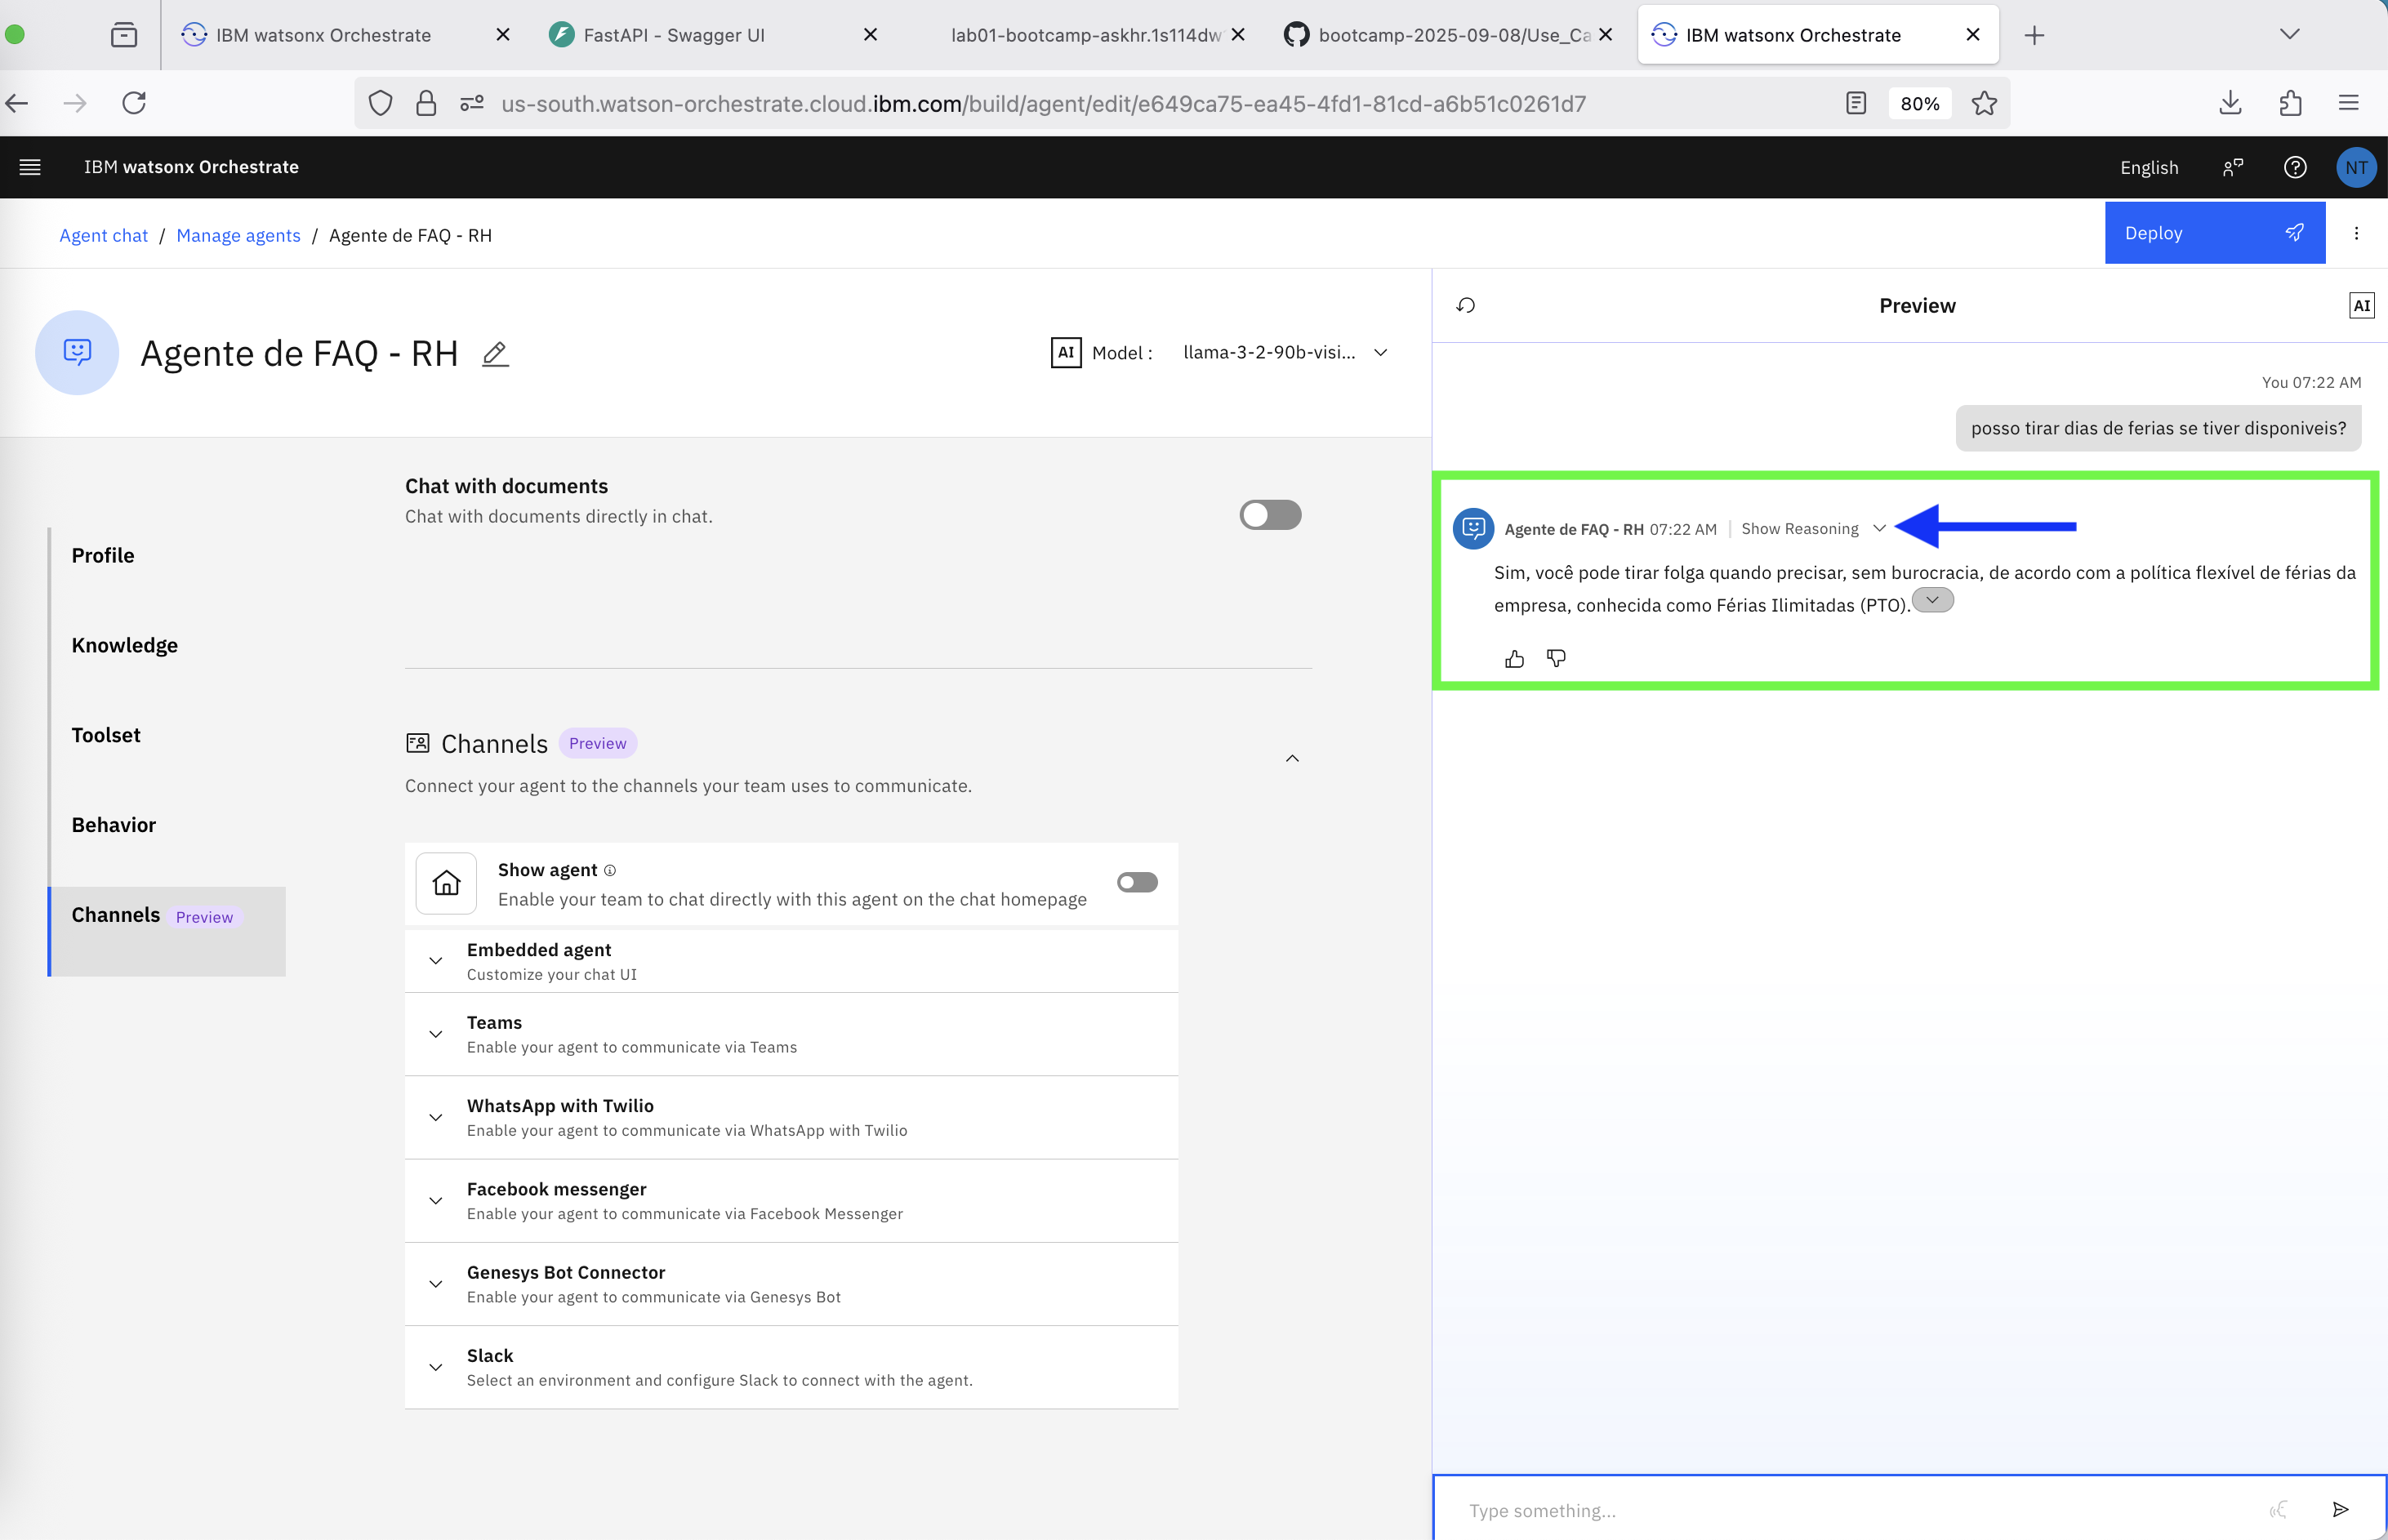 IBM watsonx Orchestrate
FastAPI - Swagger UI
lab01-bootcamp-askhr.1s114dw
bootcamp-2025-09-08/Use_Ca
IBM watsonx Orchestrate
us-south.watson-orchestrate.cloud.ibm.com/build/agent/edit/e649ca75-ea45-4fd1-81cd-a6b51c0261d7
80%
IBM watsonx Orchestrate
English
NT
Agent chat / Manage agents / Agente de FAQ - RH
Deploy
Agente de FAQ - RH
AI Model :
llama-3-2-90b-visi...
Profile
Knowledge
Toolset
Behavior
Channels Preview
Chat with documents
Chat with documents directly in chat.
Channels Preview
Connect your agent to the channels your team uses to communicate.
Show agent
Enable your team to chat directly with this agent on the chat homepage
Embedded agent
Customize your chat UI
Teams
Enable your agent to communicate via Teams
WhatsApp with Twilio
Enable your agent to communicate via WhatsApp with Twilio
Facebook messenger
Enable your agent to communicate via Facebook Messenger
Genesys Bot Connector
Enable your agent to communicate via Genesys Bot
Slack
Select an environment and configure Slack to connect with the agent.
Preview
AI
You 07:22 AM
posso tirar dias de ferias se tiver disponiveis?
Agente de FAQ - RH 07:22 AM
Show Reasoning
Sim, você pode tirar folga quando precisar, sem burocracia, de acordo com a política flexível de férias da
empresa, conhecida como Férias Ilimitadas (PTO).
Type something...